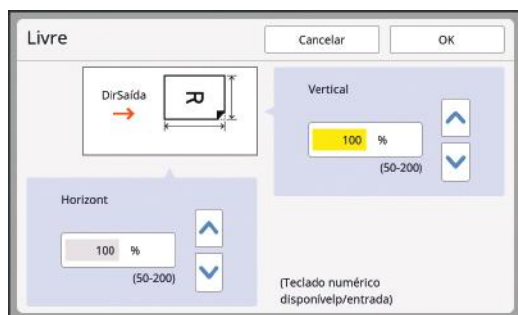 Livre
Cancelar
OK
DirSaída
R
Vertical
100 %
(50-200)
Horizont
100 %
(50-200)
(Teclado numérico
disponívelp/entrada)